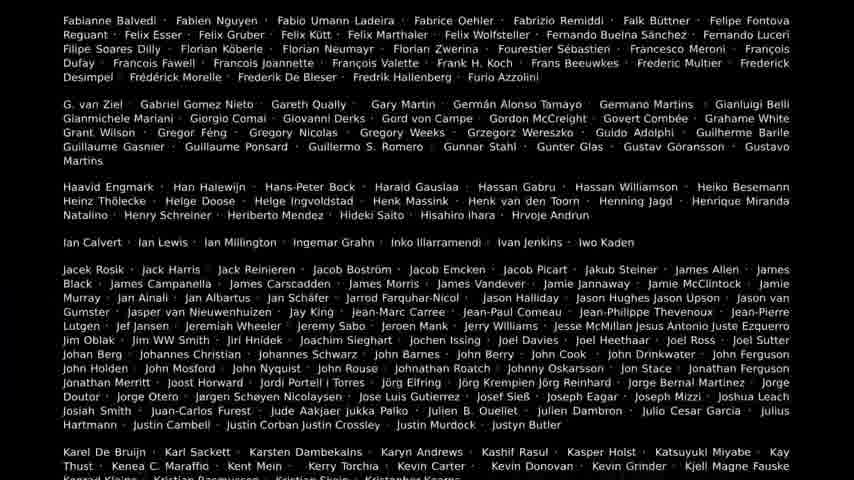 Fabianne Balvedi · Fabien Nguyen · Fabio Umann Ladeira · Fabrice Oehler · Fabrizio Remiddi · Falk Büttner · Felipe Fontova
Reguant · Felix Esser · Felix Gruber · Felix Kütt · Felix Marthaler · Felix Wolfsteller · Fernando Buelna Sánchez · Fernando Luceri
Filipe Soares Dilly · Florian Köberle · Florian Neumayr · Florian Zwerina · Fourestier Sébastien · Francesco Meroni · François
Dufay · Francois Fawell · Francois Joannette · François Valette · Frank H. Koch · Frans Beeuwkes · Frederic Multier · Frederick
Desimpel · Frédérick Morelle · Frederik De Bleser · Fredrik Hallenberg · Furio Azzolini
G. van Ziel · Gabriel Gomez Nieto · Gareth Qually · Gary Martin · Germán Alonso Tamayo · Germano Martins · Gianluigi Belli
Gianmichele Mariani · Giorgio Comai · Giovanni Derks · Gord von Campe · Gordon McCreight · Govert Combée · Grahame White
Grant Wilson · Gregor Féng · Gregory Nicolas · Gregory Weeks · Grzegorz Wereszko · Guido Adolphi · Guilherme Barile
Guillaume Gasnier · Guillaume Ponsard · Guillermo S. Romero · Gunnar Stahl · Gunter Glas · Gustav Göransson · Gustavo
Martins
Haavid Engmark · Han Halewijn · Hans-Peter Bock · Harald Gauslaa · Hassan Gabru · Hassan Williamson · Heiko Besemann
Heinz Thölecke · Helge Doose · Helge Ingvoldstad · Henk Massink · Henk van den Toorn · Henning Jagd · Henrique Miranda
Natalino · Henry Schreiner · Heriberto Mendez · Hideki Saito · Hisahiro Ihara · Hrvoje Andrun
Ian Calvert · Ian Lewis · Ian Millington · Ingemar Grahn · Inko Illarramendi · Ivan Jenkins · Iwo Kaden
Jacek Rosik · Jack Harris · Jack Reinieren · Jacob Boström · Jacob Emcken · Jacob Picart · Jakub Steiner · James Allen · James
Black · James Campanella · James Carscadden · James Morris · James Vandever · Jamie Jannaway · Jamie McClintock · Jamie
Murray · Jan Ainali · Jan Albartus · Jan Schäfer · Jarrod Farquhar-Nicol · Jason Halliday · Jason Hughes Jason Upson · Jason van
Gumster · Jasper van Nieuwenhuizen · Jay King · Jean-Marc Carree · Jean-Paul Comeau · Jean-Philippe Thevenoux · Jean-Pierre
Lutgen · Jef Jansen · Jeremiah Wheeler · Jeremy Sabo · Jeroen Mank · Jerry Williams · Jesse McMillan Jesus Antonio Juste Ezquerro
Jim Oblak · Jim WW Smith · Jirí Hnídek · Joachim Sieghart · Jochen Issing · Joel Davies · Joel Heethaar · Joel Ross · Joel Sutter
Johan Berg · Johannes Christian · Johannes Schwarz · John Barnes · John Berry · John Cook · John Drinkwater · John Ferguson
John Holden · John Mosford · John Nyquist · John Rouse · Johnathan Roatch · Johnny Oskarsson · Jon Stace · Jonathan Ferguson
Jonathan Merritt · Joost Horward · Jordi Portell i Torres · Jörg Elfring · Jörg Krempien Jörg Reinhard · Jorge Bernal Martinez · Jorge
Doutor · Jorge Otero · Jørgen Schøyen Nicolaysen · Jose Luis Gutierrez · Josef Sieß · Joseph Eagar · Joseph Mizzi · Joshua Leach
Josiah Smith · Juan-Carlos Furest · Jude Aakjaer jukka Palko · Julien B. Ouellet · Julien Dambron · Julio Cesar Garcia · Julius
Hartmann · Justin Cambell · Justin Corban Justin Crossley · Justin Murdock · Justyn Butler
Karel De Bruijn · Karl Sackett · Karsten Dambekalns · Karyn Andrews · Kashif Rasul · Kasper Holst · Katsuyuki Miyabe · Kay
Thust · Kenea C. Maraffio · Kent Mein · Kerry Torchia · Kevin Carter · Kevin Donovan · Kevin Grinder · Kjell Magne Fauske